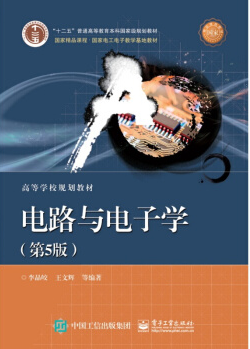 “十二五”普通高等教育本科国家级规划教材
国家精品课程 国家电工电子教学基地教材
高等学校规划教材
电路与电子学
（第5版）
李晶皎 王文辉 等编著
中国工信出版集团
电子工业出版社